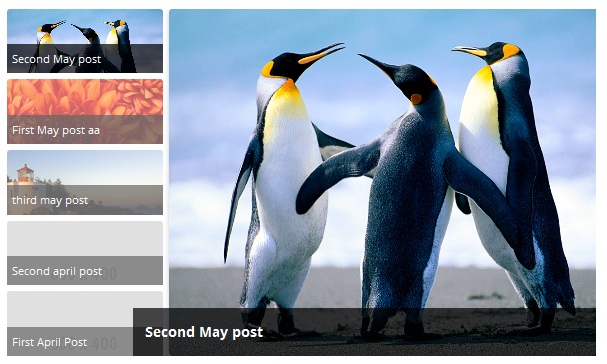 Second May post
First May post aa
third may post
Second april post
First April Post
400
Second May post